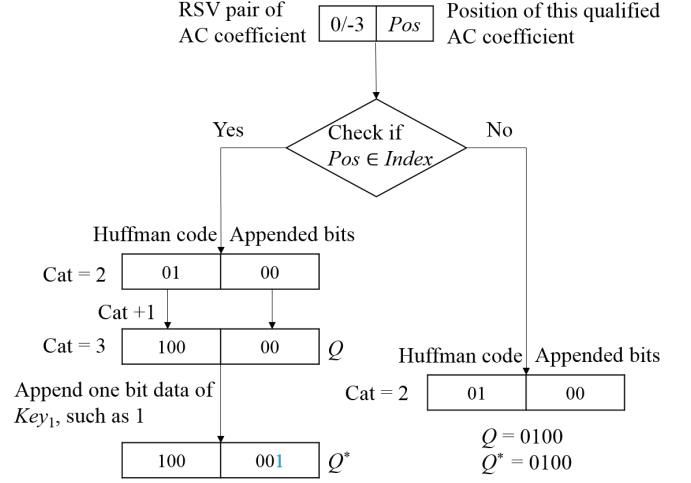 RSV pair of
AC coefficient
0/-3 Pos
Position of this qualified
AC coefficient
Check if
Pos ∈ Index
Yes
No
Huffman code Appended bits
Cat = 2 01 00
Cat +1
Cat = 3 100 00 Q
Append one bit data of
Key₁, such as 1
100 001 Q*
Huffman code Appended bits
Cat = 2 01 00
Q = 0100
Q* = 0100